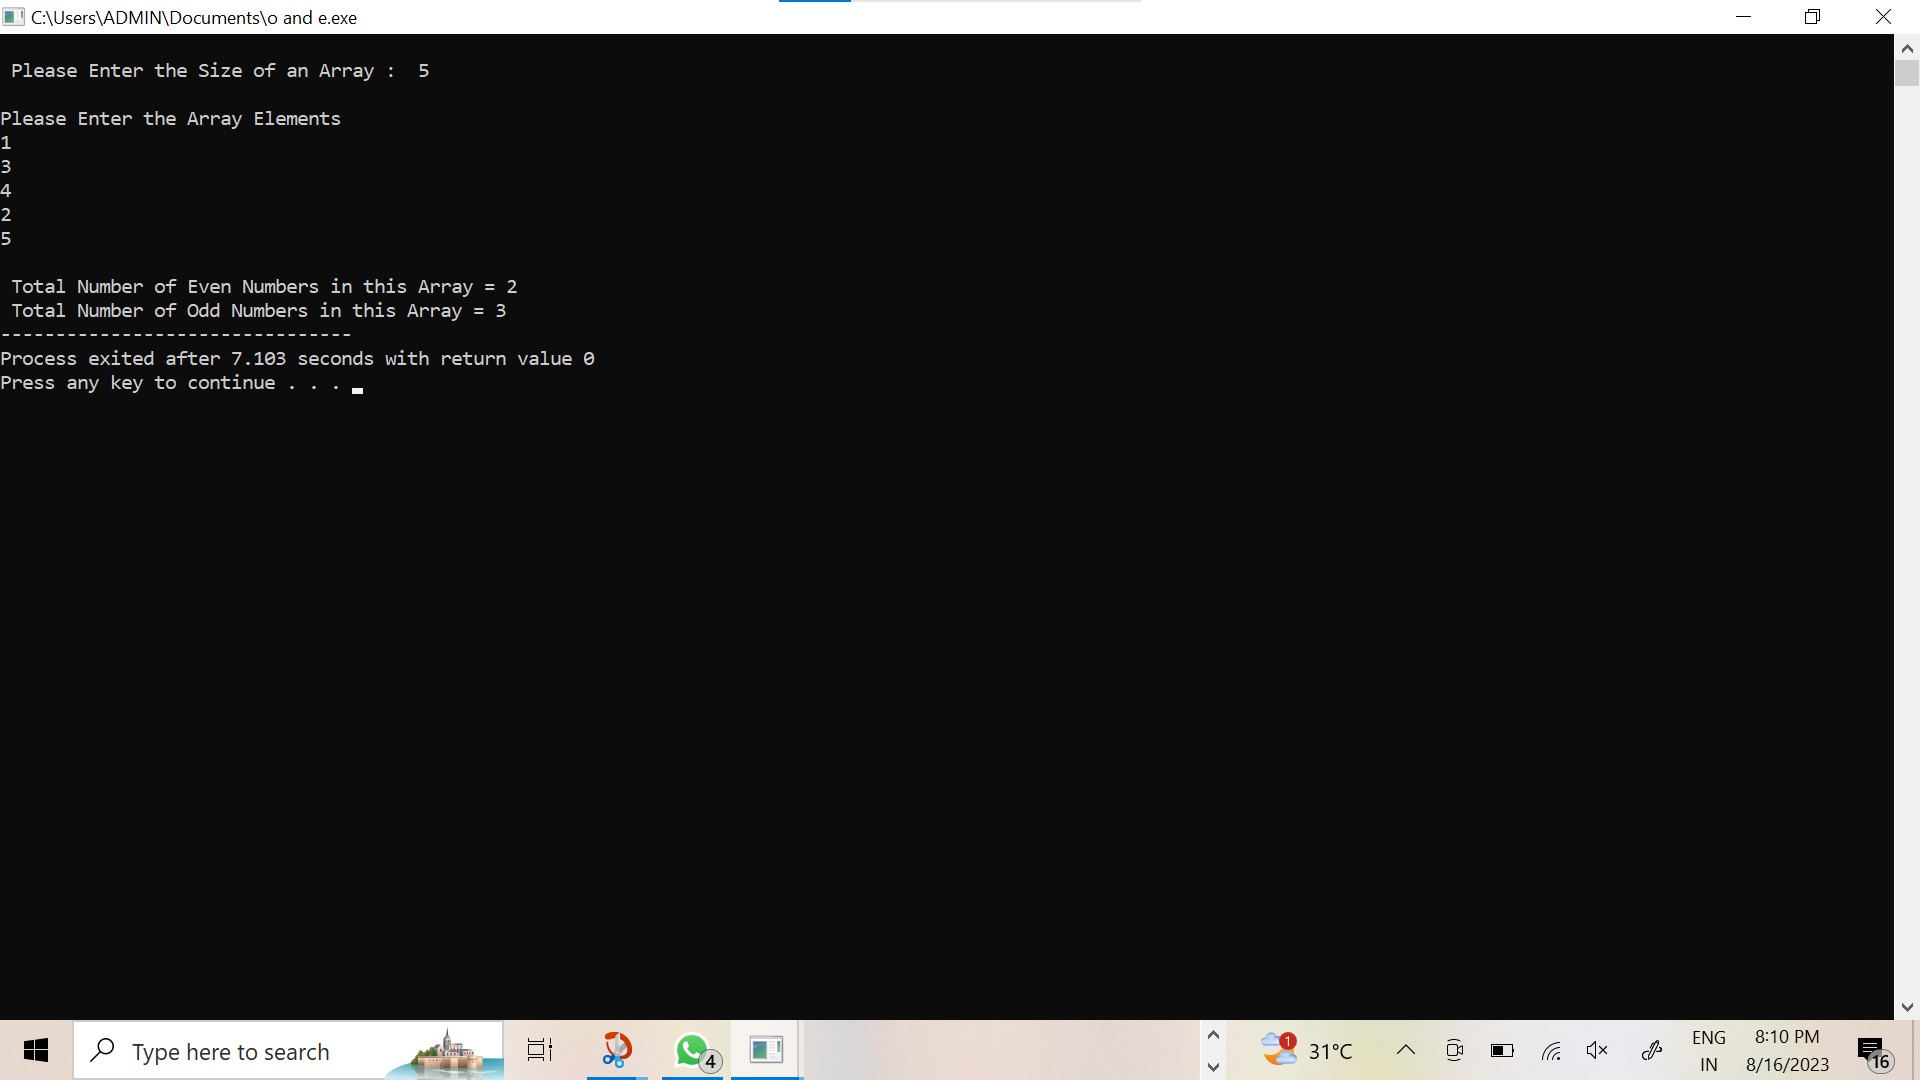 C:\Users\ADMIN\Documents\o and e.exe
Please Enter the Size of an Array :  5
Please Enter the Array Elements
1
3
4
2
5
Total Number of Even Numbers in this Array = 2
Total Number of Odd Numbers in this Array = 3
--------------------------------
Process exited after 7.103 seconds with return value 0
Press any key to continue . . .
Type here to search
4
1
31°C
ENG
IN
8:10 PM
8/16/2023
16